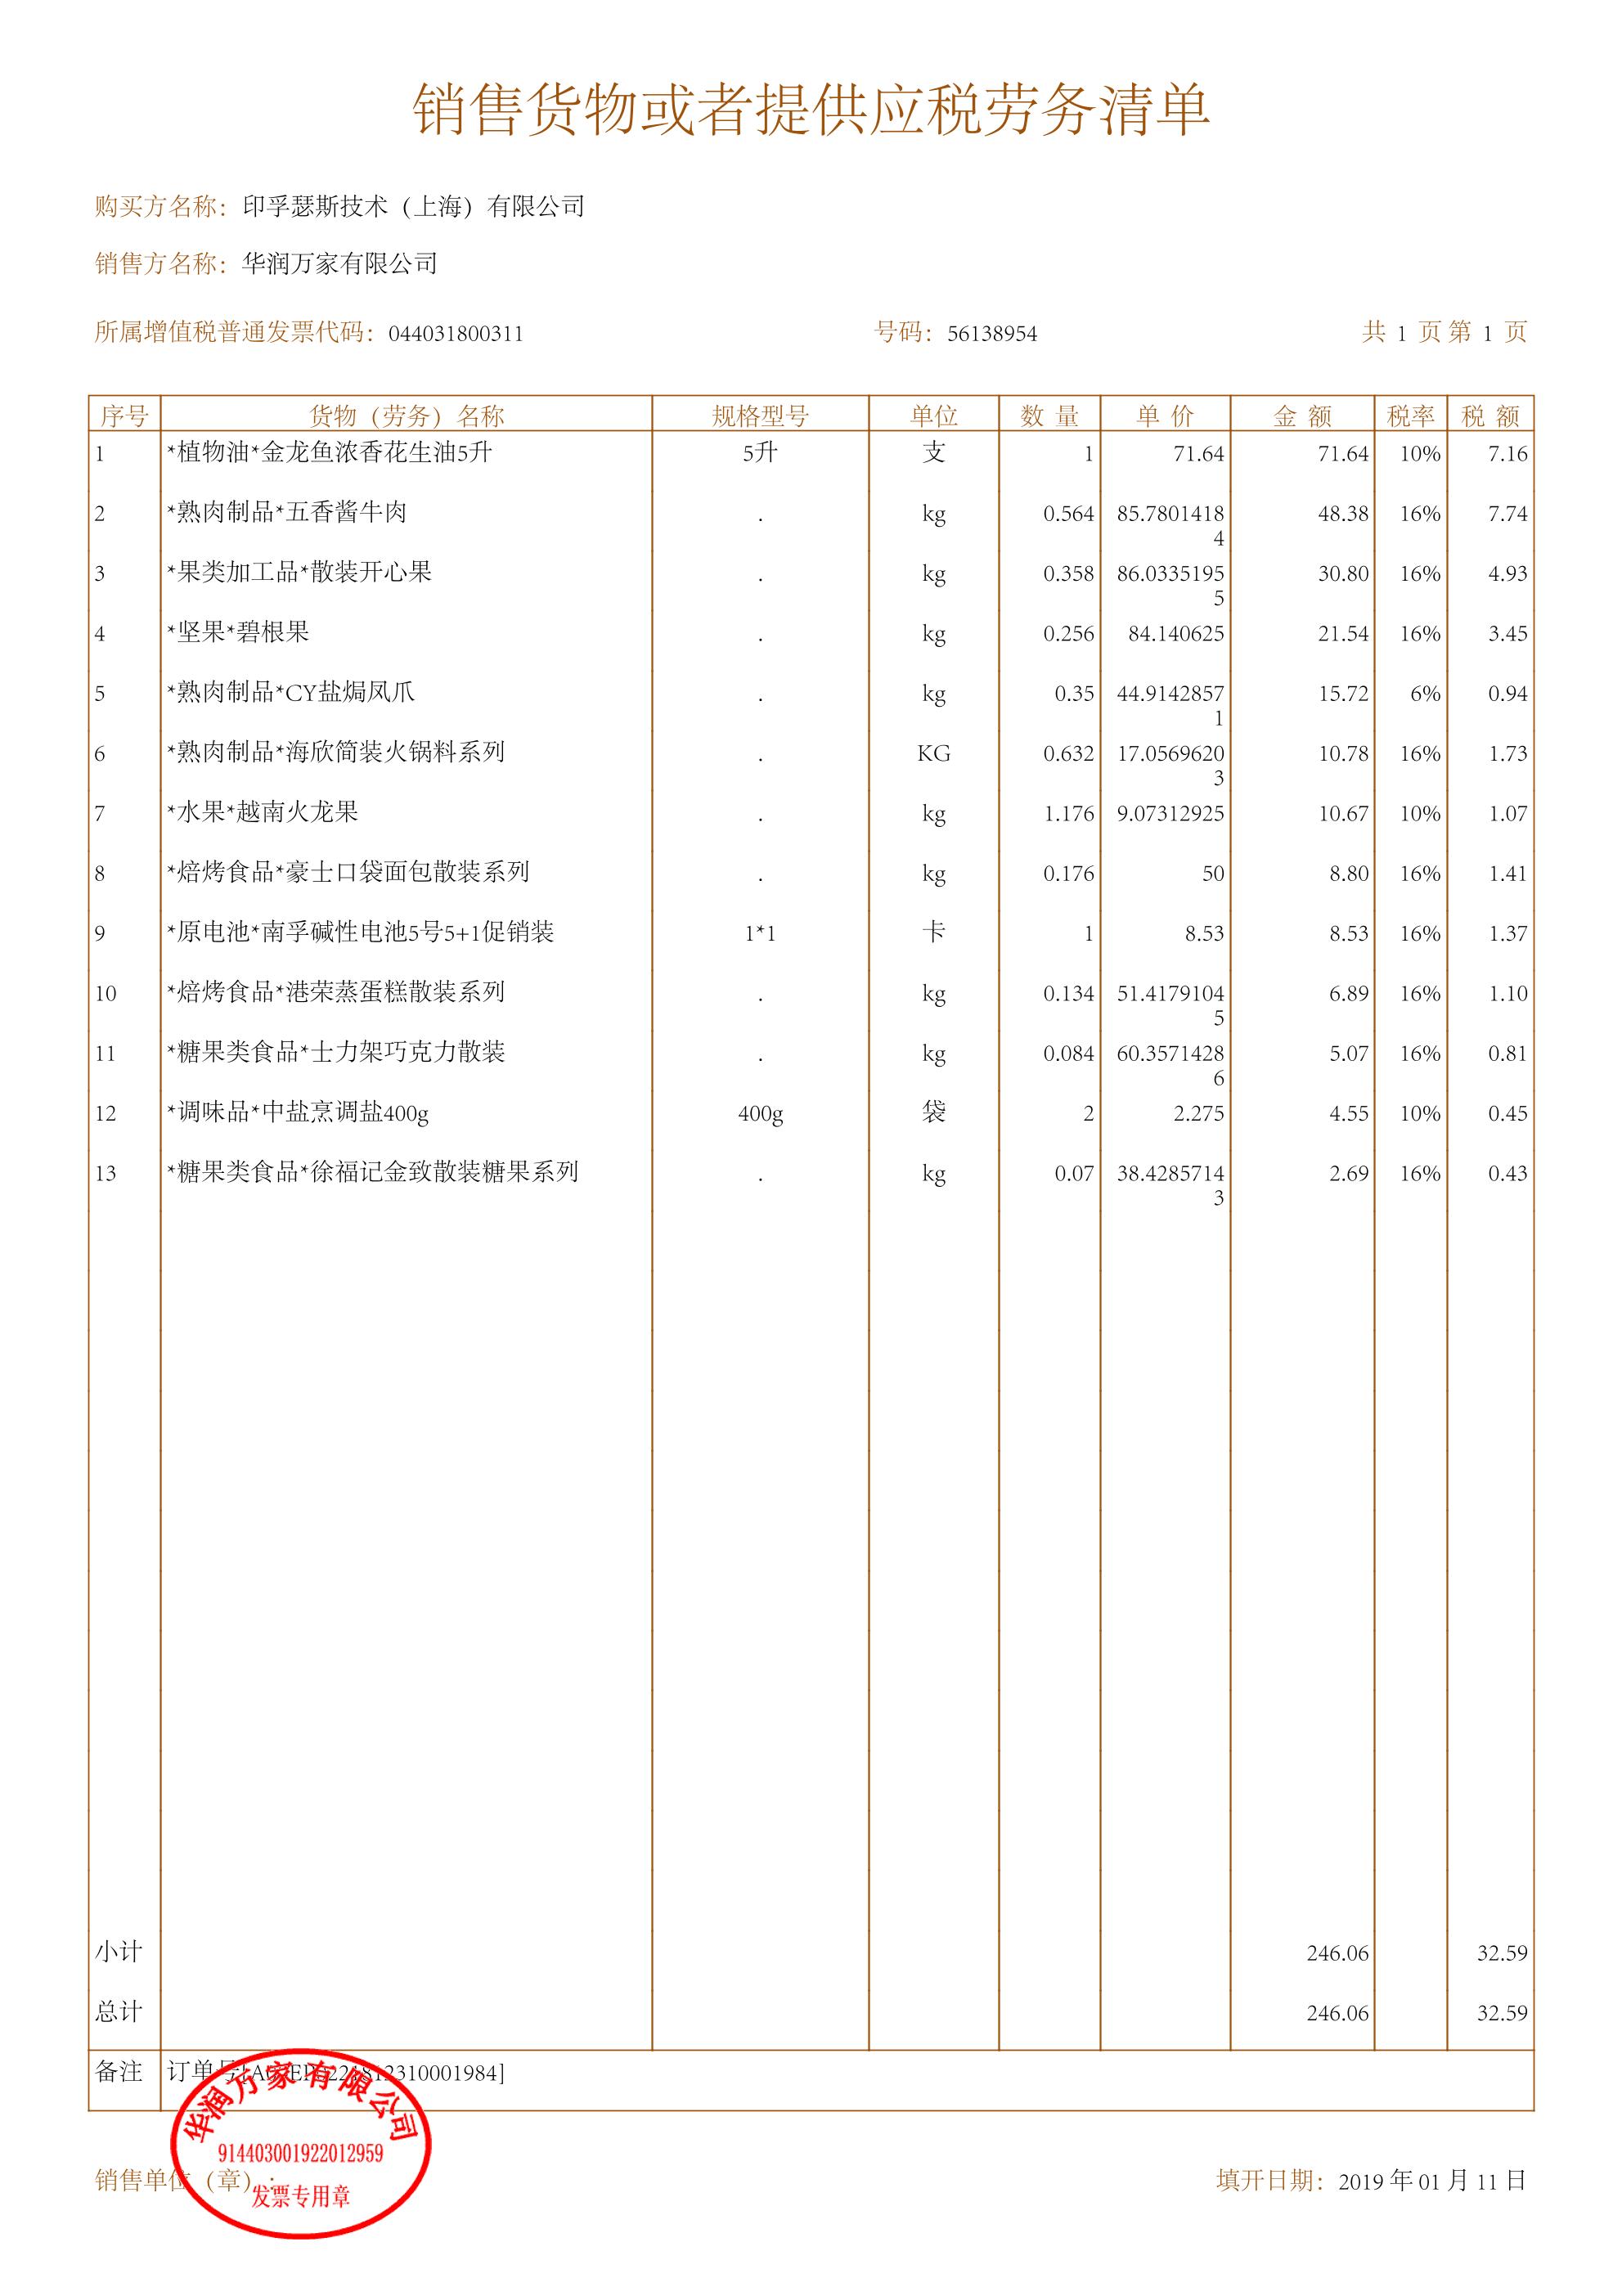 销售货物或者提供应税劳务清单
购买方名称：印孚瑟斯技术（上海）有限公司
销售方名称：华润万家有限公司
所属增值税普通发票代码：044031800311 号码：56138954 共 1 页 第 1 页
序号 货物（劳务）名称 规格型号 单位 数 量 单 价 金 额 税率 税 额
1 *植物油*金龙鱼浓香花生油5升 5升 支 1 71.64 71.64 10% 7.16
2 *熟肉制品*五香酱牛肉 . kg 0.564 85.7801418 48.38 16% 7.74
4
3 *果类加工品*散装开心果 . kg 0.358 86.0335195 30.80 16% 4.93
5
4 *坚果*碧根果 . kg 0.256 84.140625 21.54 16% 3.45
5 *熟肉制品*CY盐焗凤爪 . kg 0.35 44.9142857 15.72 6% 0.94
1
6 *熟肉制品*海欣简装火锅料系列 . KG 0.632 17.0569620 10.78 16% 1.73
3
7 *水果*越南火龙果 . kg 1.176 9.07312925 10.67 10% 1.07
8 *焙烤食品*豪士口袋面包散装系列 . kg 0.176 50 8.80 16% 1.41
9 *原电池*南孚碱性电池5号5+1促销装 1*1 卡 1 8.53 8.53 16% 1.37
10 *焙烤食品*港荣蒸蛋糕散装系列 . kg 0.134 51.4179104 6.89 16% 1.10
5
11 *糖果类食品*士力架巧克力散装 . kg 0.084 60.3571428 5.07 16% 0.81
6
12 *调味品*中盐烹调盐400g 400g 袋 2 2.275 4.55 10% 0.45
13 *糖果类食品*徐福记金致散装糖果系列 . kg 0.07 38.4285714 2.69 16% 0.43
3
小计 246.06 32.59
总计 246.06 32.59
备注 订单号
华润万家有限公司
914403001922012959
发票专用章
销售单位（章）： 填开日期：2019 年 01 月 11 日